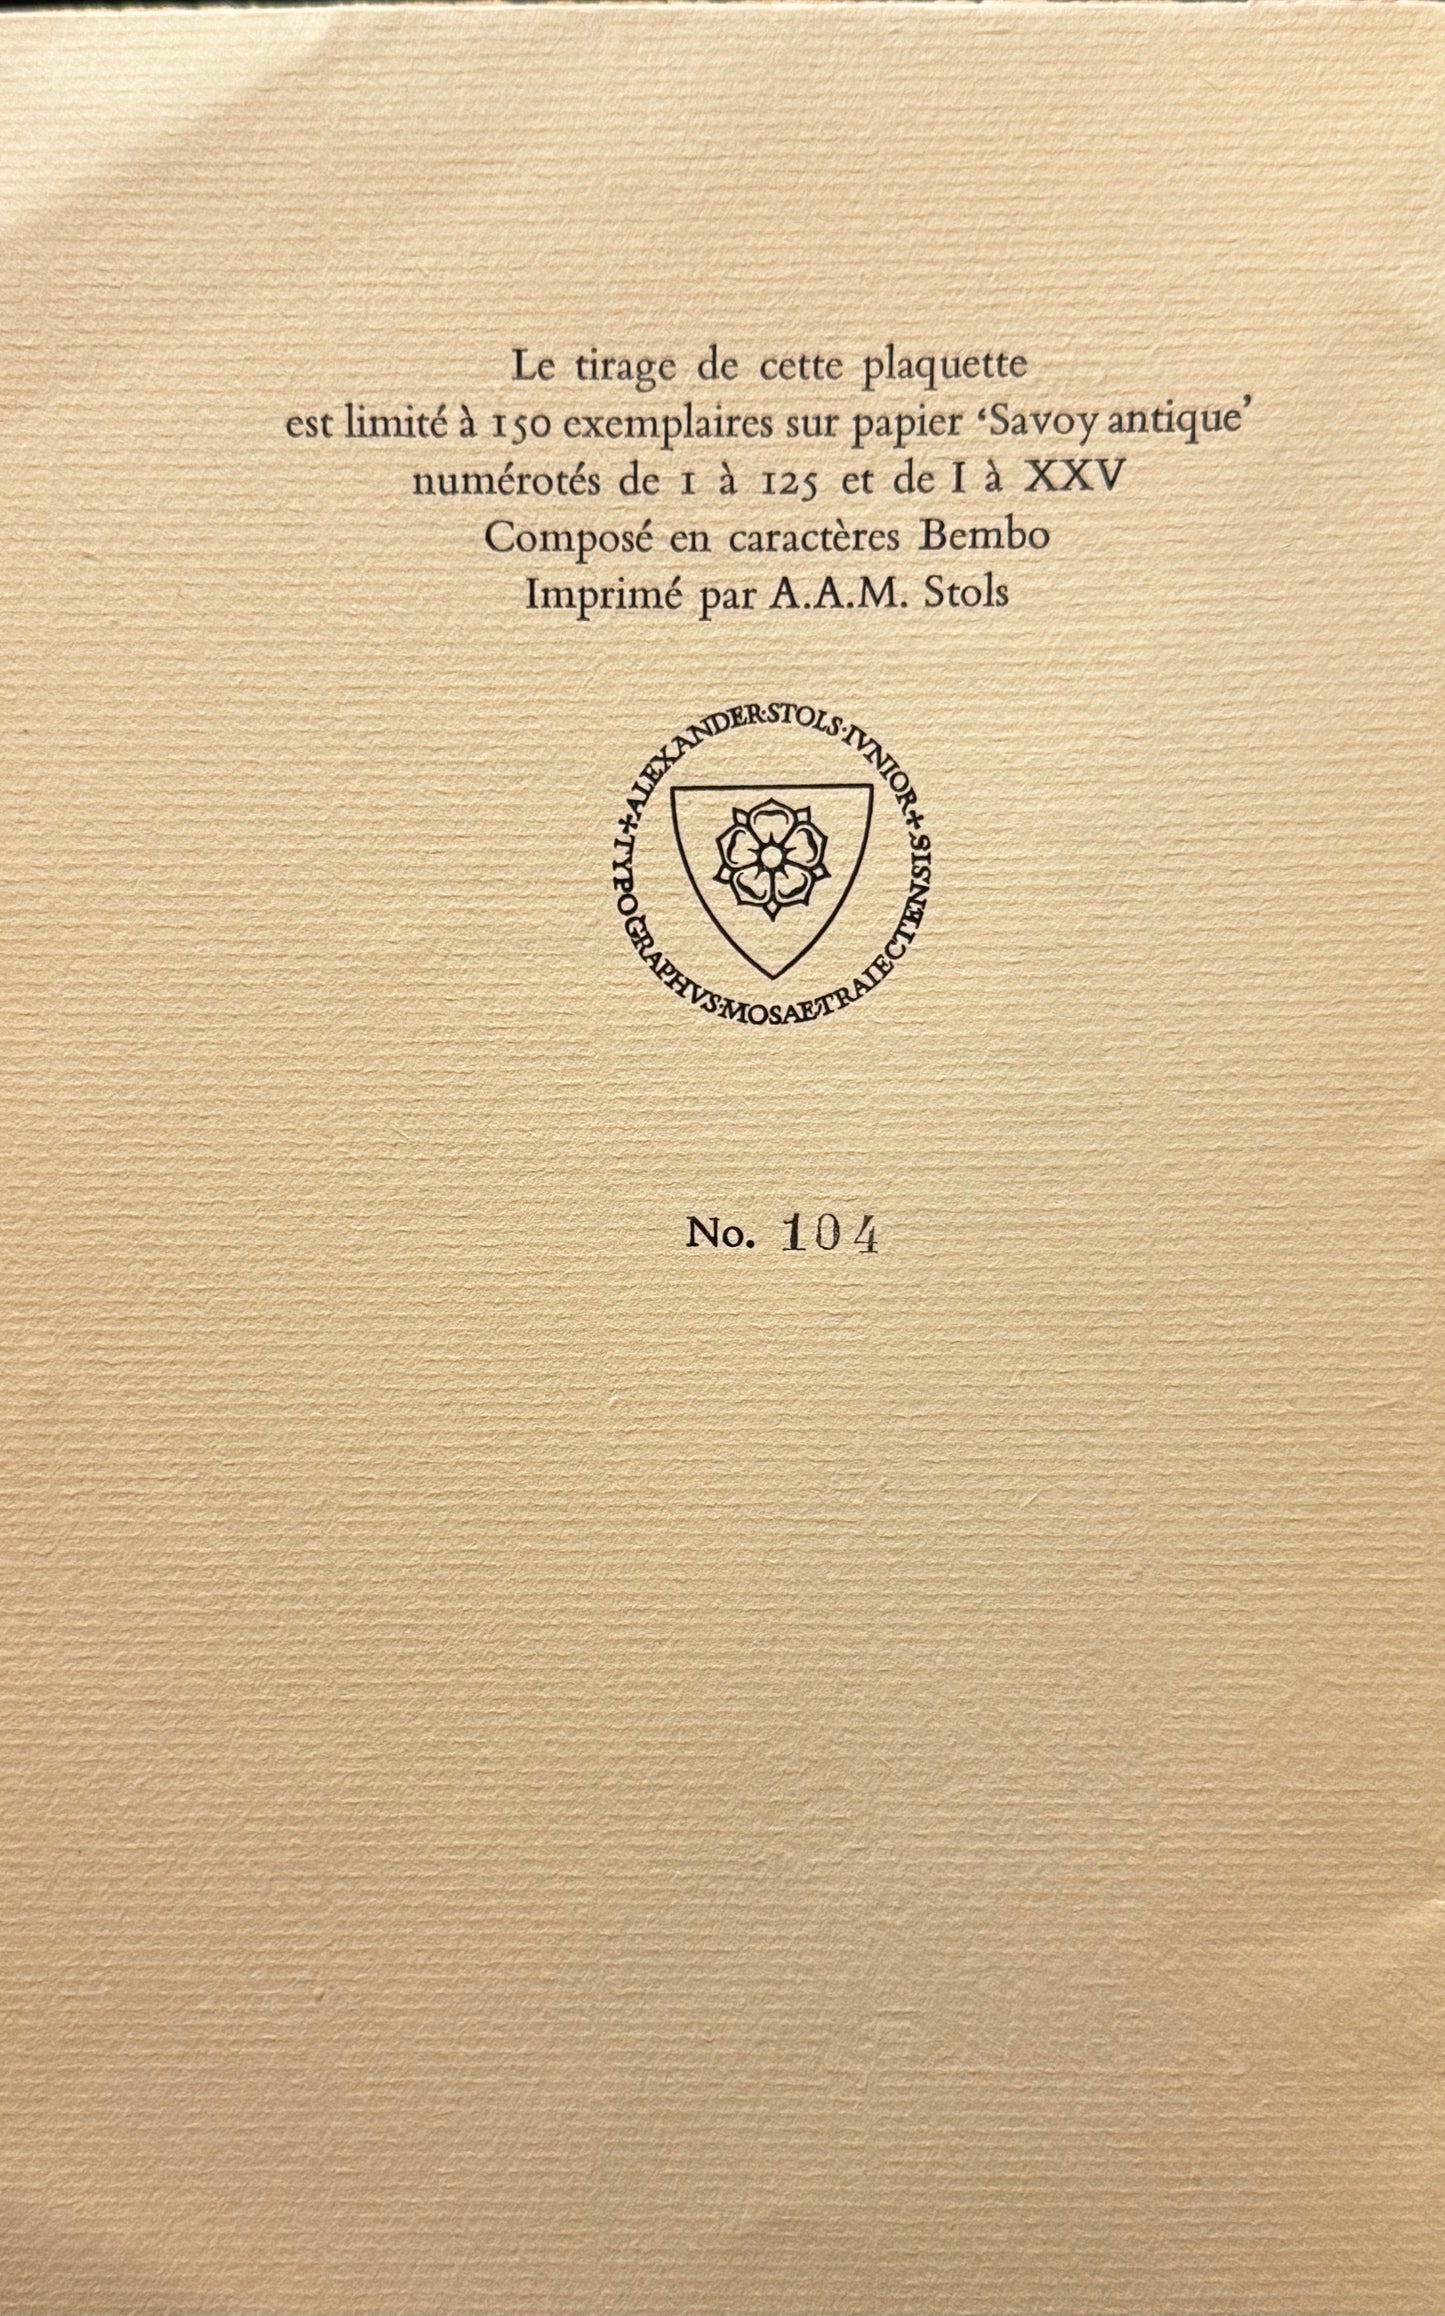 Le tirage de cette plaquette
est limité à 150 exemplaires sur papier ‘Savoy antique’
numérotés de 1 à 125 et de I à XXV
Composé en caractères Bembo
Imprimé par A.A.M. Stols
+ALEXANDER·STOLS·IVNIOR+
TYPOGRAPHVS·MOSAETRAIECTENSIS
No. 104